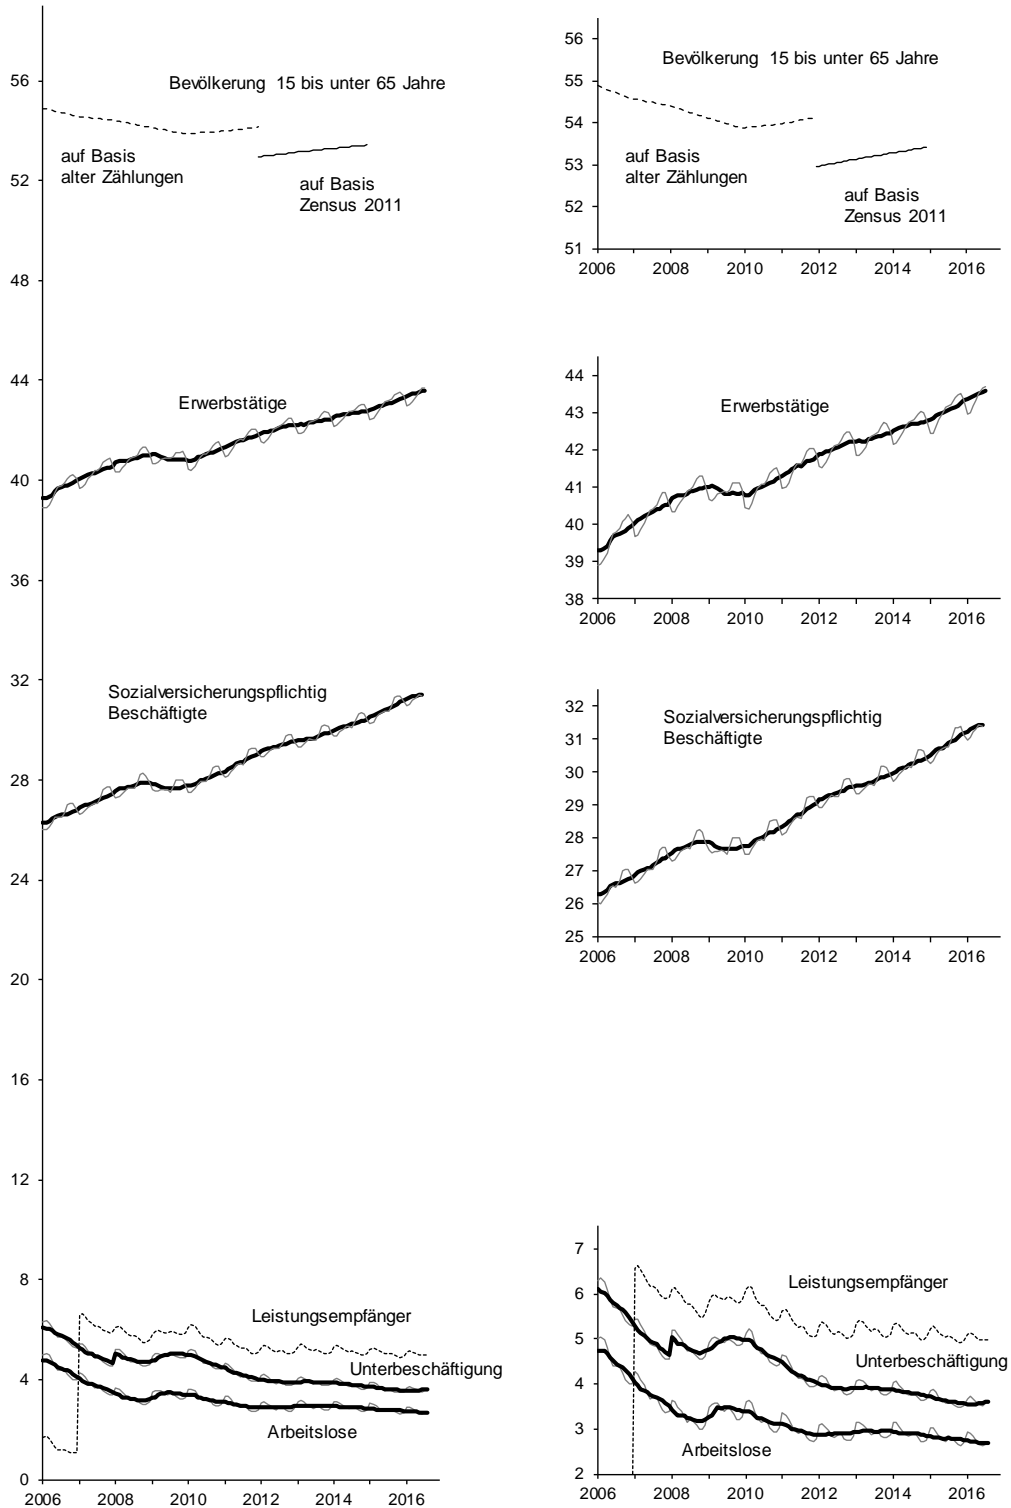 56
52
48
44
40
36
32
28
24
20
16
12
8
4
0
2006 2008 2010 2012 2014 2016
Bevölkerung 15 bis unter 65 Jahre
auf Basis
alter Zählungen
auf Basis
Zensus 2011
Erwerbstätige
Sozialversicherungspflichtig
Beschäftigte
Leistungsempfänger
Unterbeschäftigung
Arbeitslose
56
55
54
53
52
51
2006 2008 2010 2012 2014 2016
Bevölkerung 15 bis unter 65 Jahre
auf Basis
alter Zählungen
auf Basis
Zensus 2011
44
43
42
41
40
39
38
2006 2008 2010 2012 2014 2016
Erwerbstätige
32
31
30
29
28
27
26
25
2006 2008 2010 2012 2014 2016
Sozialversicherungspflichtig
Beschäftigte
7
6
5
4
3
2
2006 2008 2010 2012 2014 2016
Leistungsempfänger
Unterbeschäftigung
Arbeitslose